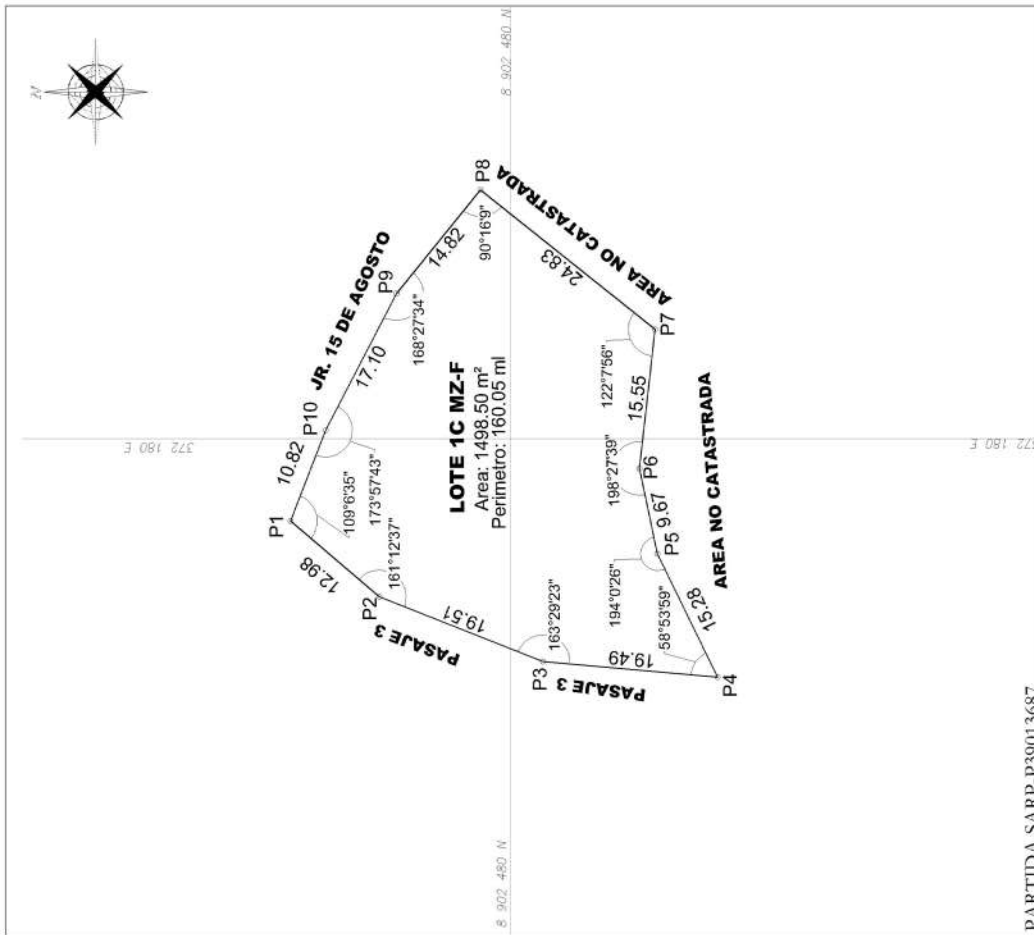 N
8 902 480 N
372 180 E
P1
10.82
P10
JR. 15 DE AGOSTO
17.10
P9
14.82
P8
109°6'35"
173°57'43"
168°27'34"
90°16'9"
12.98
P2
161°12'37"
PASAJE 3
19.51
LOTE 1C MZ-F
Area: 1498.50 m²
Perimetro: 160.05 ml
24.83
AREA NO CATASTRADA
P3
163°29'23"
PASAJE 3
19.49
194°0'26"
58°53'59"
198°27'39"
122°7'56"
P7
15.55
P6
9.67
P5
15.28
P4
AREA NO CATASTRADA
8 902 480 N
372 180 E
PARTIDA SARP P39013687